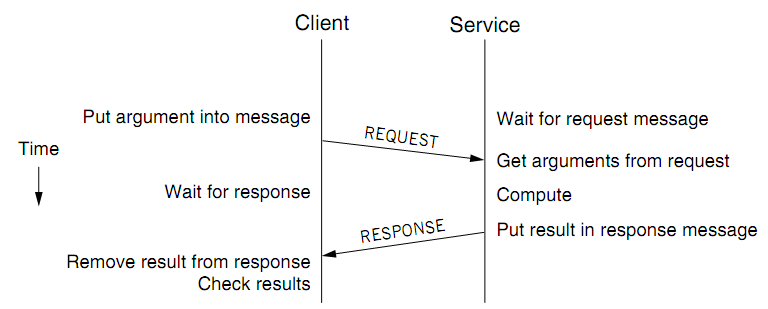 Client
Service
Put argument into message
Wait for request message
REQUEST
Time
Get arguments from request
Wait for response
Compute
RESPONSE
Put result in response message
Remove result from response
Check results